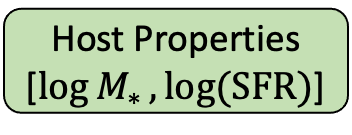 Host Properties
[log M* , log(SFR)]